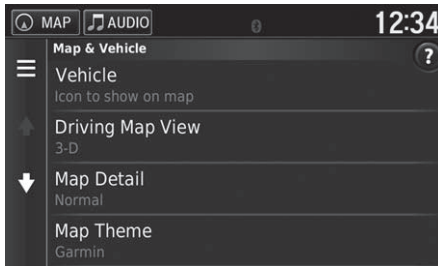 MAP AUDIO 12:34
Map & Vehicle
?
Vehicle
Icon to show on map
Driving Map View
3-D
Map Detail
Normal
Map Theme
Garmin